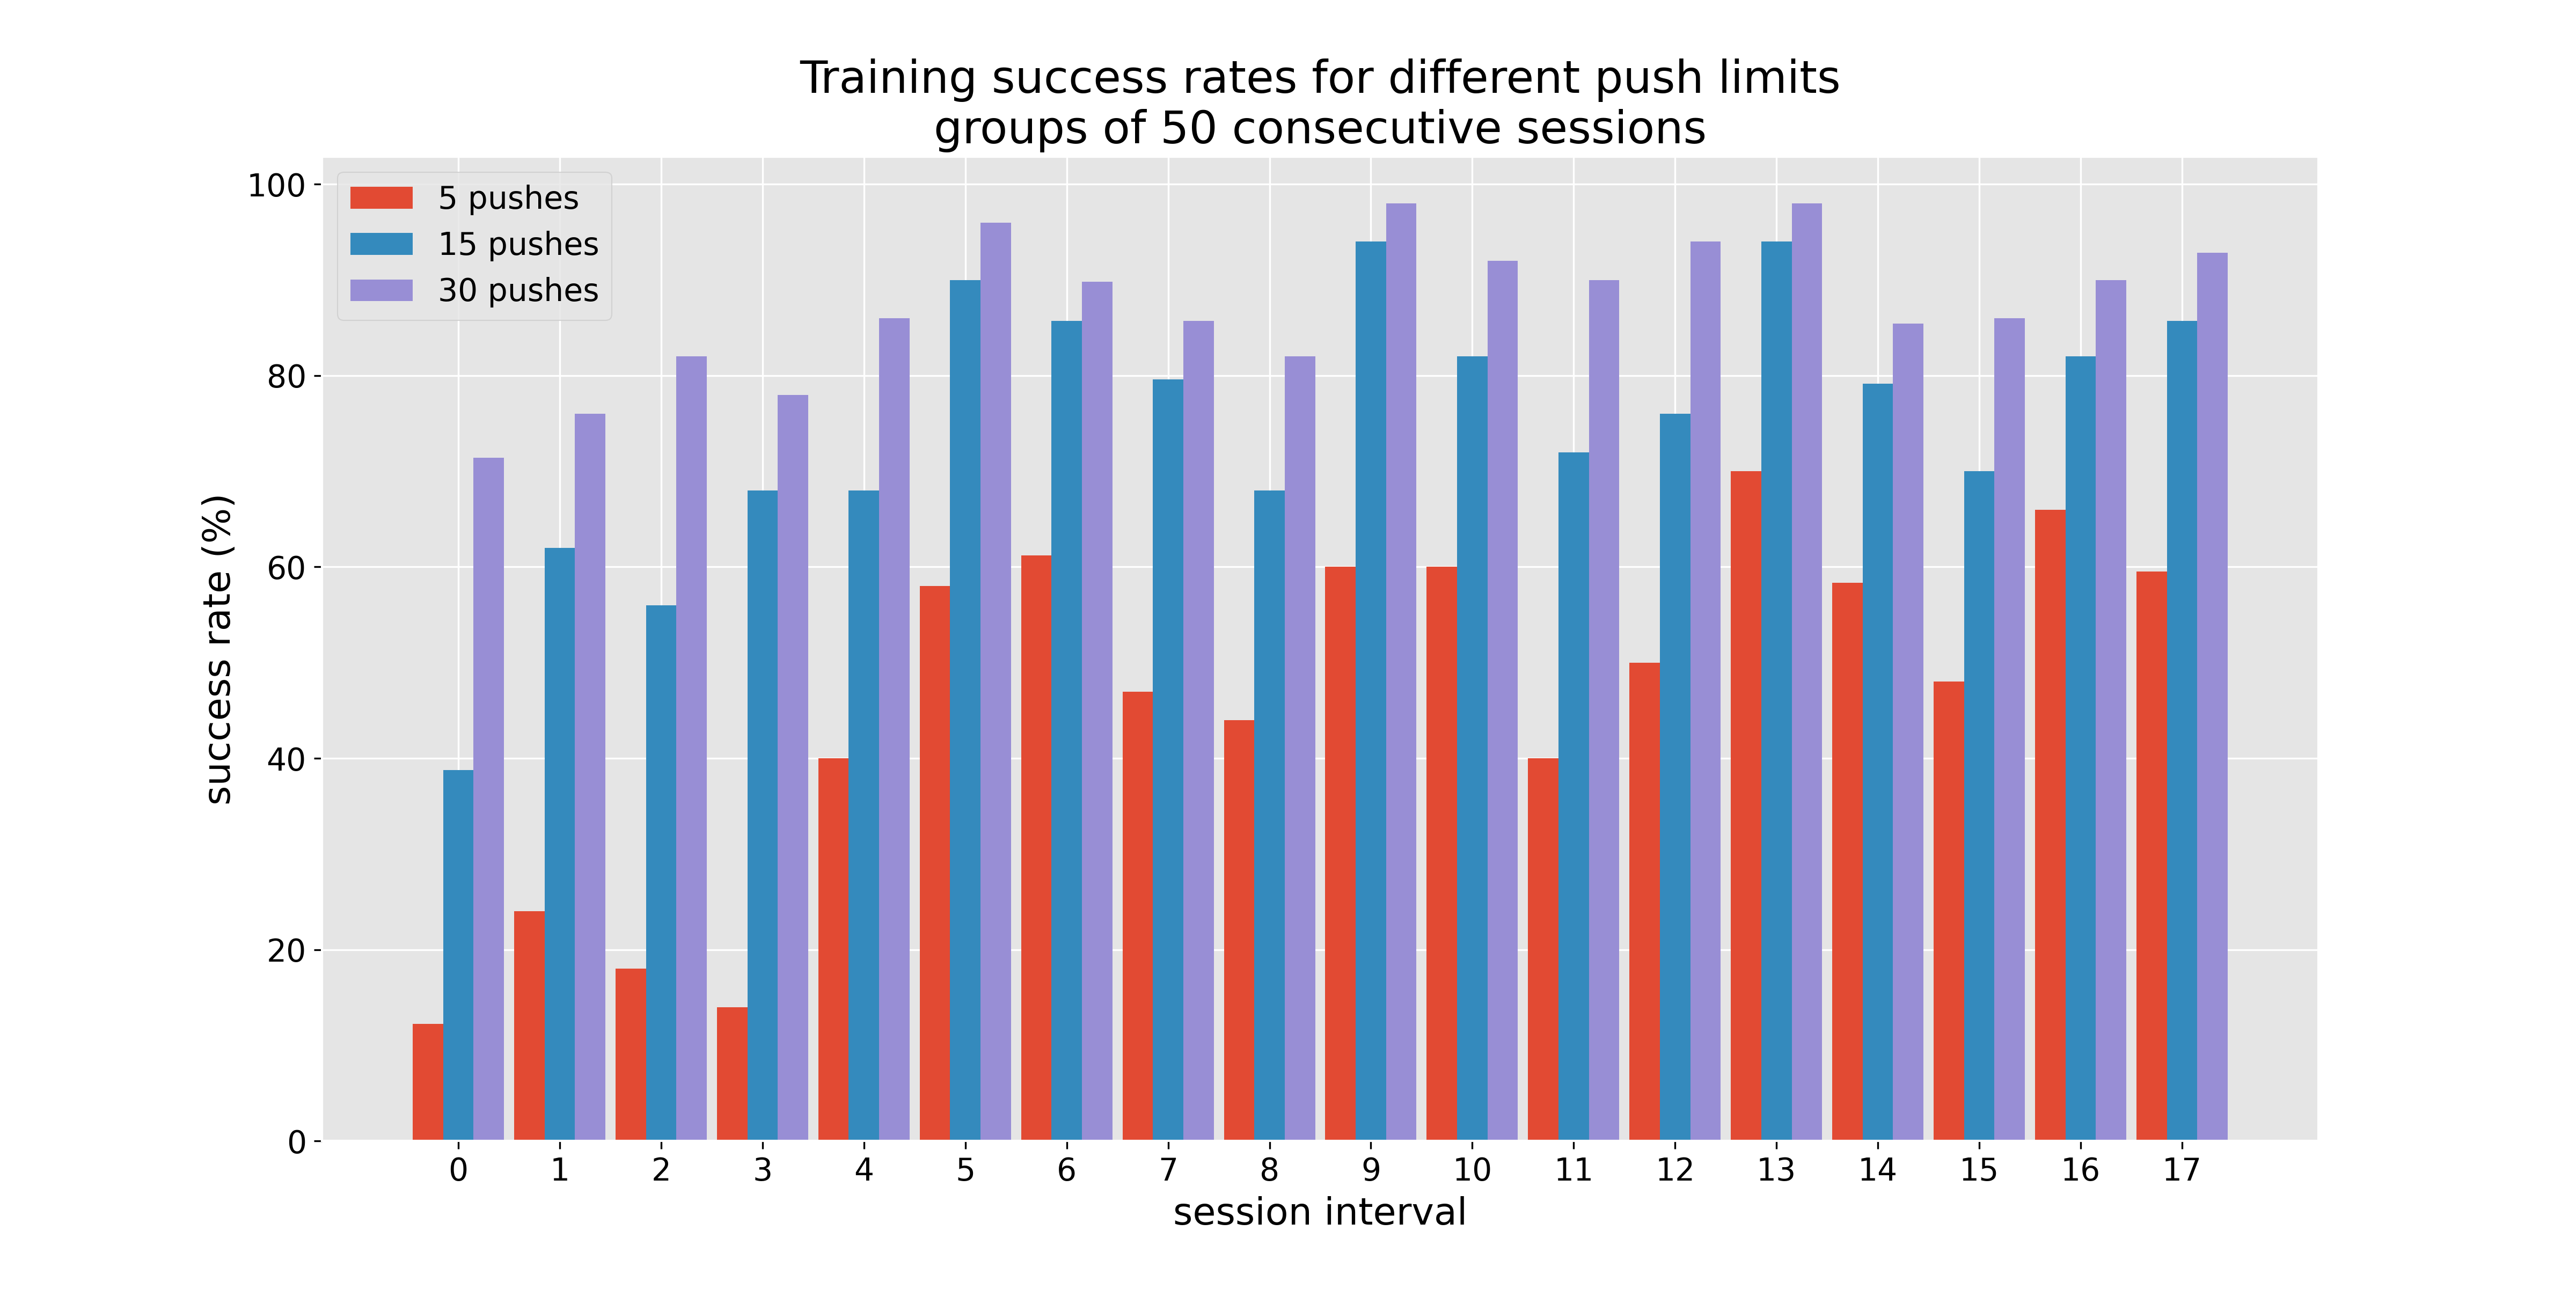 Training success rates for different push limits
groups of 50 consecutive sessions
5 pushes
15 pushes
30 pushes
success rate (%)
100
80
60
40
20
0
0 1 2 3 4 5 6 7 8 9 10 11 12 13 14 15 16 17
session interval